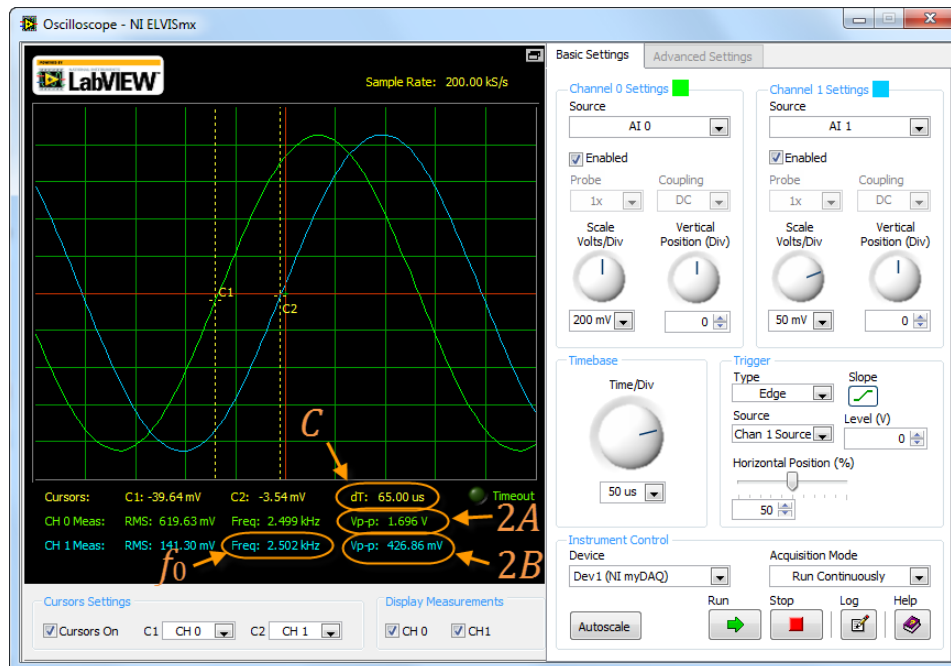 Oscilloscope - NI ELVISmx
LabVIEW
Sample Rate: 200.00 kS/s
C1
C2
C
Cursors: C1: -39.64 mV C2: -3.54 mV dT: 65.00 us Timeout
CH 0 Meas: RMS: 619.63 mV Freq: 2.499 kHz Vp-p: 1.696 V
2A
CH 1 Meas: RMS: 141.30 mV Freq: 2.502 kHz Vp-p: 426.86 mV
f0
2B
Cursors Settings
Cursors On C1 CH 0 C2 CH 1
Display Measurements
CH 0 CH1
Basic Settings Advanced Settings
Channel 0 Settings
Source
AI 0
Enabled
Probe Coupling
1x DC
Scale Vertical
Volts/Div Position (Div)
200 mV 0
Channel 1 Settings
Source
AI 1
Enabled
Probe Coupling
1x DC
Scale Vertical
Volts/Div Position (Div)
50 mV 0
Timebase
Time/Div
50 us
Trigger
Type Slope
Edge
Source Level (V)
Chan 1 Source 0
Horizontal Position (%)
50
Instrument Control
Device Acquisition Mode
Dev1 (NI myDAQ) Run Continuously
Run Stop Log Help
Autoscale